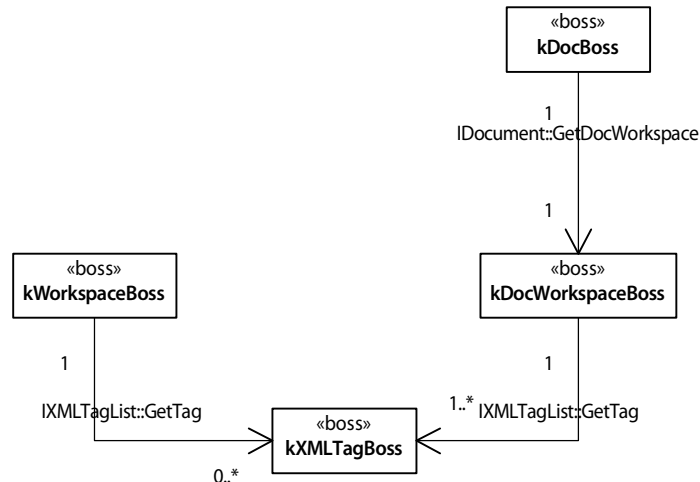 «boss»
kDocBoss
1
IDocument::GetDocWorkspace
1
«boss»
kWorkspaceBoss
«boss»
kDocWorkspaceBoss
1
1
IXMLTagList::GetTag
1..*
IXMLTagList::GetTag
«boss»
kXMLTagBoss
0..*